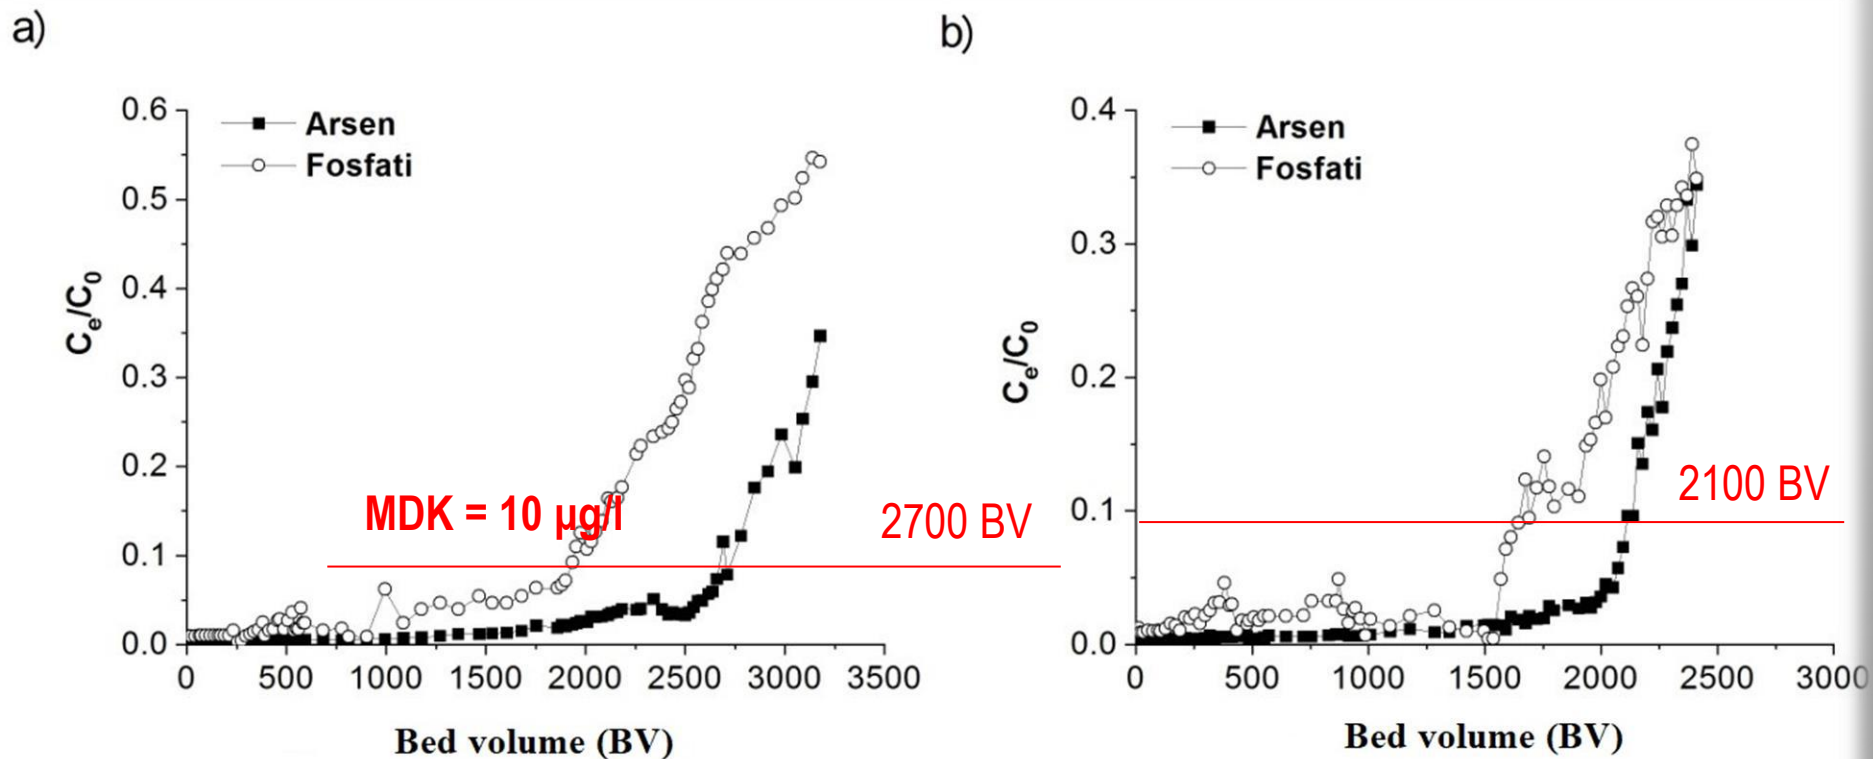 a)
0.6
0.5
0.4
0.3
0.2
0.1
0.0
Ce/C0
Arsen
Fosfati
MDK = 10 µg/l
2700 BV
0 500 1000 1500 2000 2500 3000 3500
Bed volume (BV)
b)
0.4
0.3
0.2
0.1
0.0
Ce/C0
Arsen
Fosfati
2100 BV
0 500 1000 1500 2000 2500 3000
Bed volume (BV)